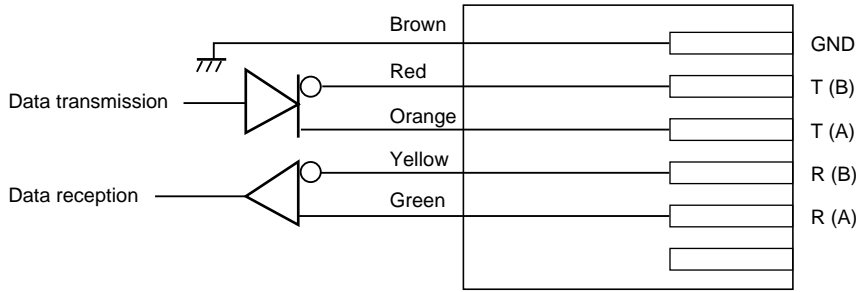 Brown
GND
Red
T (B)
Data transmission
Orange
T (A)
Yellow
R (B)
Data reception
Green
R (A)